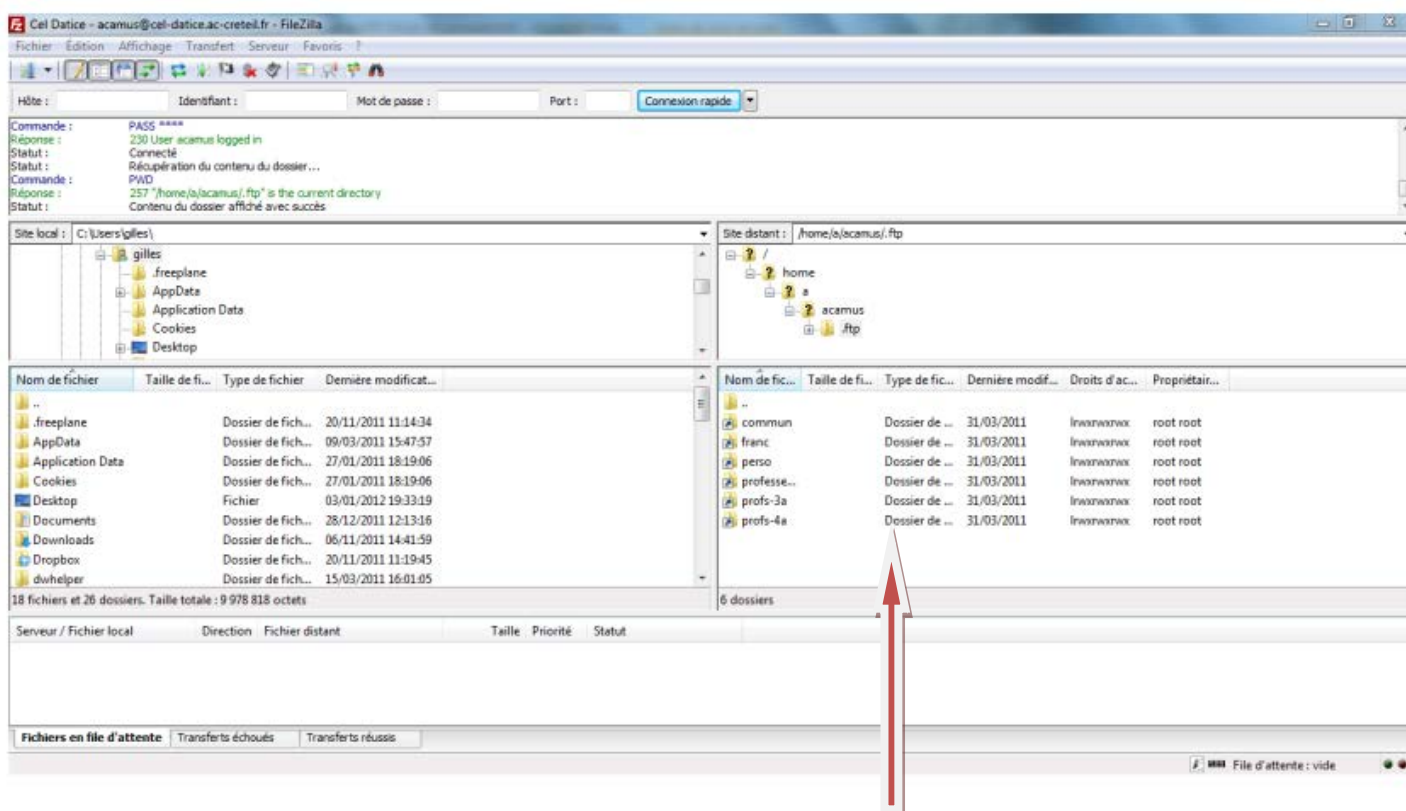 Cel Datice - acamus@cel-datice.ac-creteil.fr - FileZilla
Fichier Édition Affichage Transfert Serveur Favoris ?
Hôte : Identifiant : Mot de passe : Port : Connexion rapide
Commande : PASS ****
Réponse : 230 User acamus logged in
Statut : Connecté
Statut : Récupération du contenu du dossier...
Commande : PWD
Réponse : 257 "/home/a/acamus/.ftp" is the current directory
Statut : Contenu du dossier affiché avec succès
Site local : C:\Users\gilles\
gilles
.freeplane
AppData
Application Data
Cookies
Desktop
Site distant : /home/a/acamus/.ftp
/
home
a
acamus
.ftp
Nom de fichier Taille de fi... Type de fichier Dernière modificat...
..
.freeplane Dossier de fich... 20/11/2011 11:14:34
AppData Dossier de fich... 09/03/2011 15:47:57
Application Data Dossier de fich... 27/01/2011 18:19:06
Cookies Dossier de fich... 27/01/2011 18:19:06
Desktop Fichier 03/01/2012 19:33:19
Documents Dossier de fich... 28/12/2011 12:13:16
Downloads Dossier de fich... 06/11/2011 14:41:59
Dropbox Dossier de fich... 20/11/2011 11:19:45
dwhelper Dossier de fich... 15/03/2011 16:01:05
18 fichiers et 26 dossiers. Taille totale : 9 978 818 octets
Nom de fic... Taille de fi... Type de fic... Dernière modif... Droits d'ac... Propriétair...
..
commun Dossier de ... 31/03/2011 lrwxrwxrwx root root
franc Dossier de ... 31/03/2011 lrwxrwxrwx root root
perso Dossier de ... 31/03/2011 lrwxrwxrwx root root
professe... Dossier de ... 31/03/2011 lrwxrwxrwx root root
profs-3a Dossier de ... 31/03/2011 lrwxrwxrwx root root
profs-4a Dossier de ... 31/03/2011 lrwxrwxrwx root root
6 dossiers
Serveur / Fichier local Direction Fichier distant Taille Priorité Statut
Fichiers en file d'attente Transferts échoués Transferts réussis
File d'attente : vide